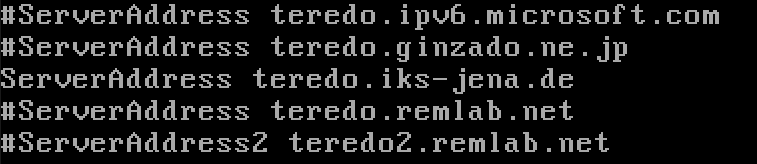 #ServerAddress teredo.ipv6.microsoft.com
#ServerAddress teredo.ginzado.ne.jp
ServerAddress teredo.iks-jena.de
#ServerAddress teredo.remlab.net
#ServerAddress2 teredo2.remlab.net